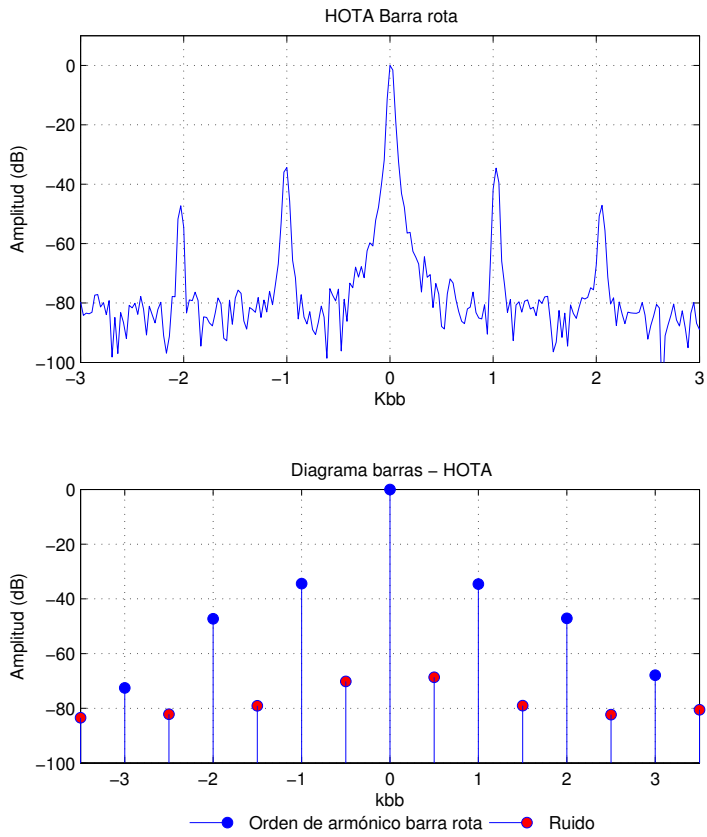 HOTA Barra rota
Amplitud (dB)
0
−20
−40
−60
−80
−100
−3 −2 −1 0 1 2 3
Kbb
Diagrama barras − HOTA
Amplitud (dB)
0
−20
−40
−60
−80
−100
−3 −2 −1 0 1 2 3
kbb
Orden de armónico barra rota Ruido